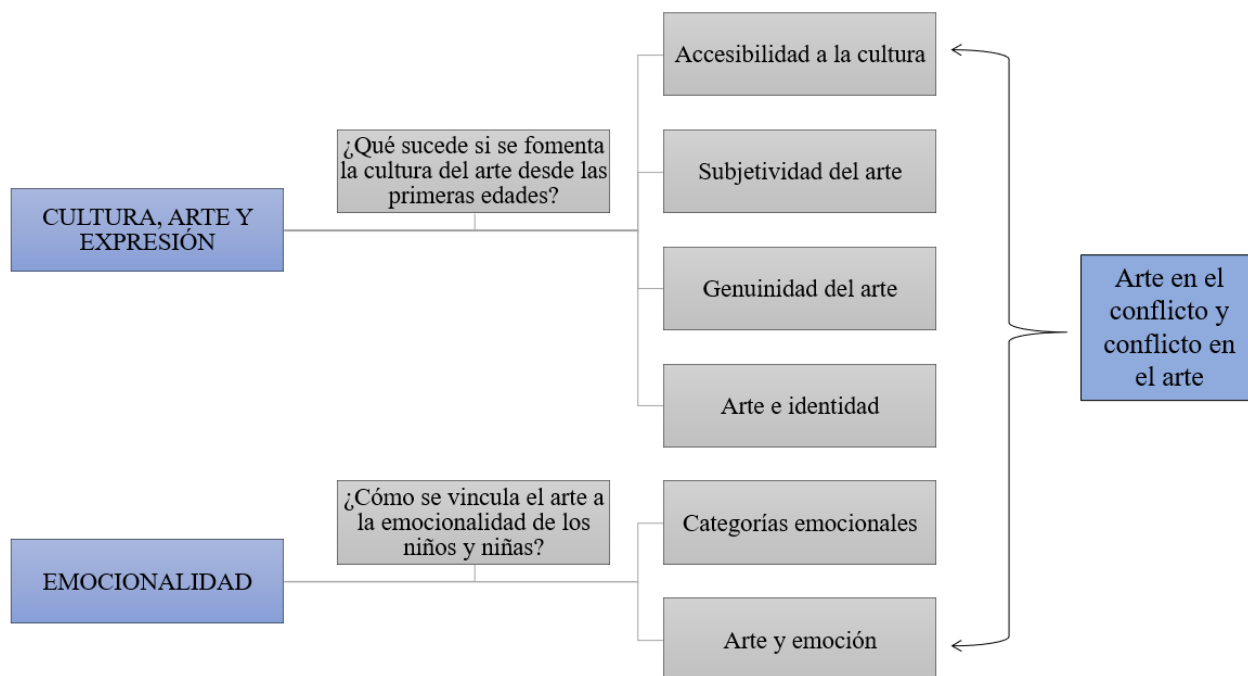 CULTURA, ARTE Y
EXPRESIÓN
¿Qué sucede si se fomenta
la cultura del arte desde las
primeras edades?
Accesibilidad a la cultura
Subjetividad del arte
Genuinidad del arte
Arte e identidad
EMOCIONALIDAD
¿Cómo se vincula el arte a
la emocionalidad de los
niños y niñas?
Categorías emocionales
Arte y emoción
Arte en el
conflicto y
conflicto en
el arte